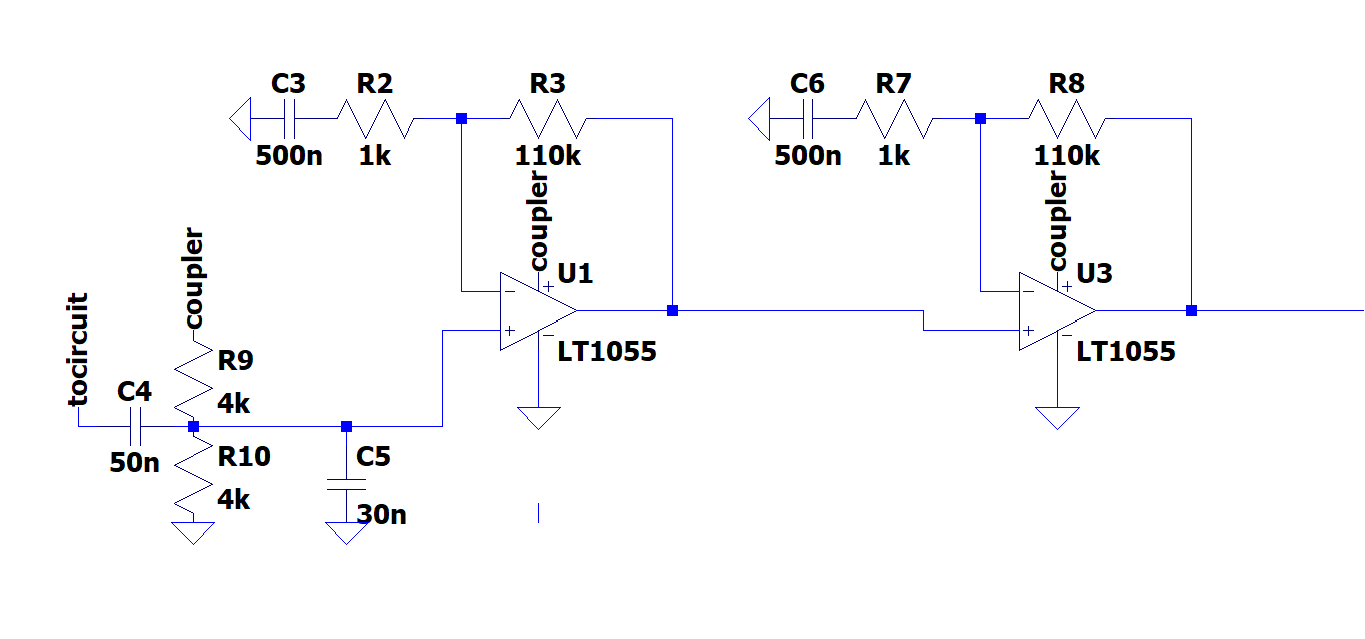 C3
R2
R3
C6
R7
R8
500n
1k
110k
500n
1k
110k
coupler
coupler
U1
U3
LT1055
LT1055
coupler
tocircuit
R9
C4
4k
50n
R10
C5
4k
30n